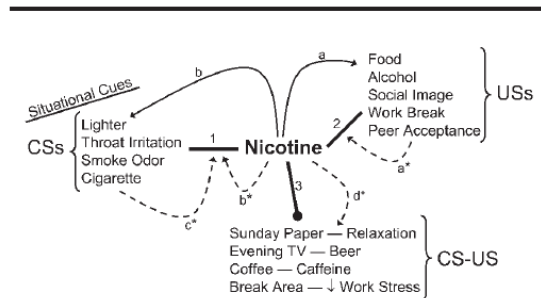 Situational Cues
b
a
Food
Alcohol
Social Image
Work Break
Peer Acceptance
USs
Lighter
Throat Irritation
Smoke Odor
Cigarette
CSs
1
Nicotine
2
a*
b*
c*
3
d*
Sunday Paper — Relaxation
Evening TV — Beer
Coffee — Caffeine
Break Area — ↓ Work Stress
CS-US